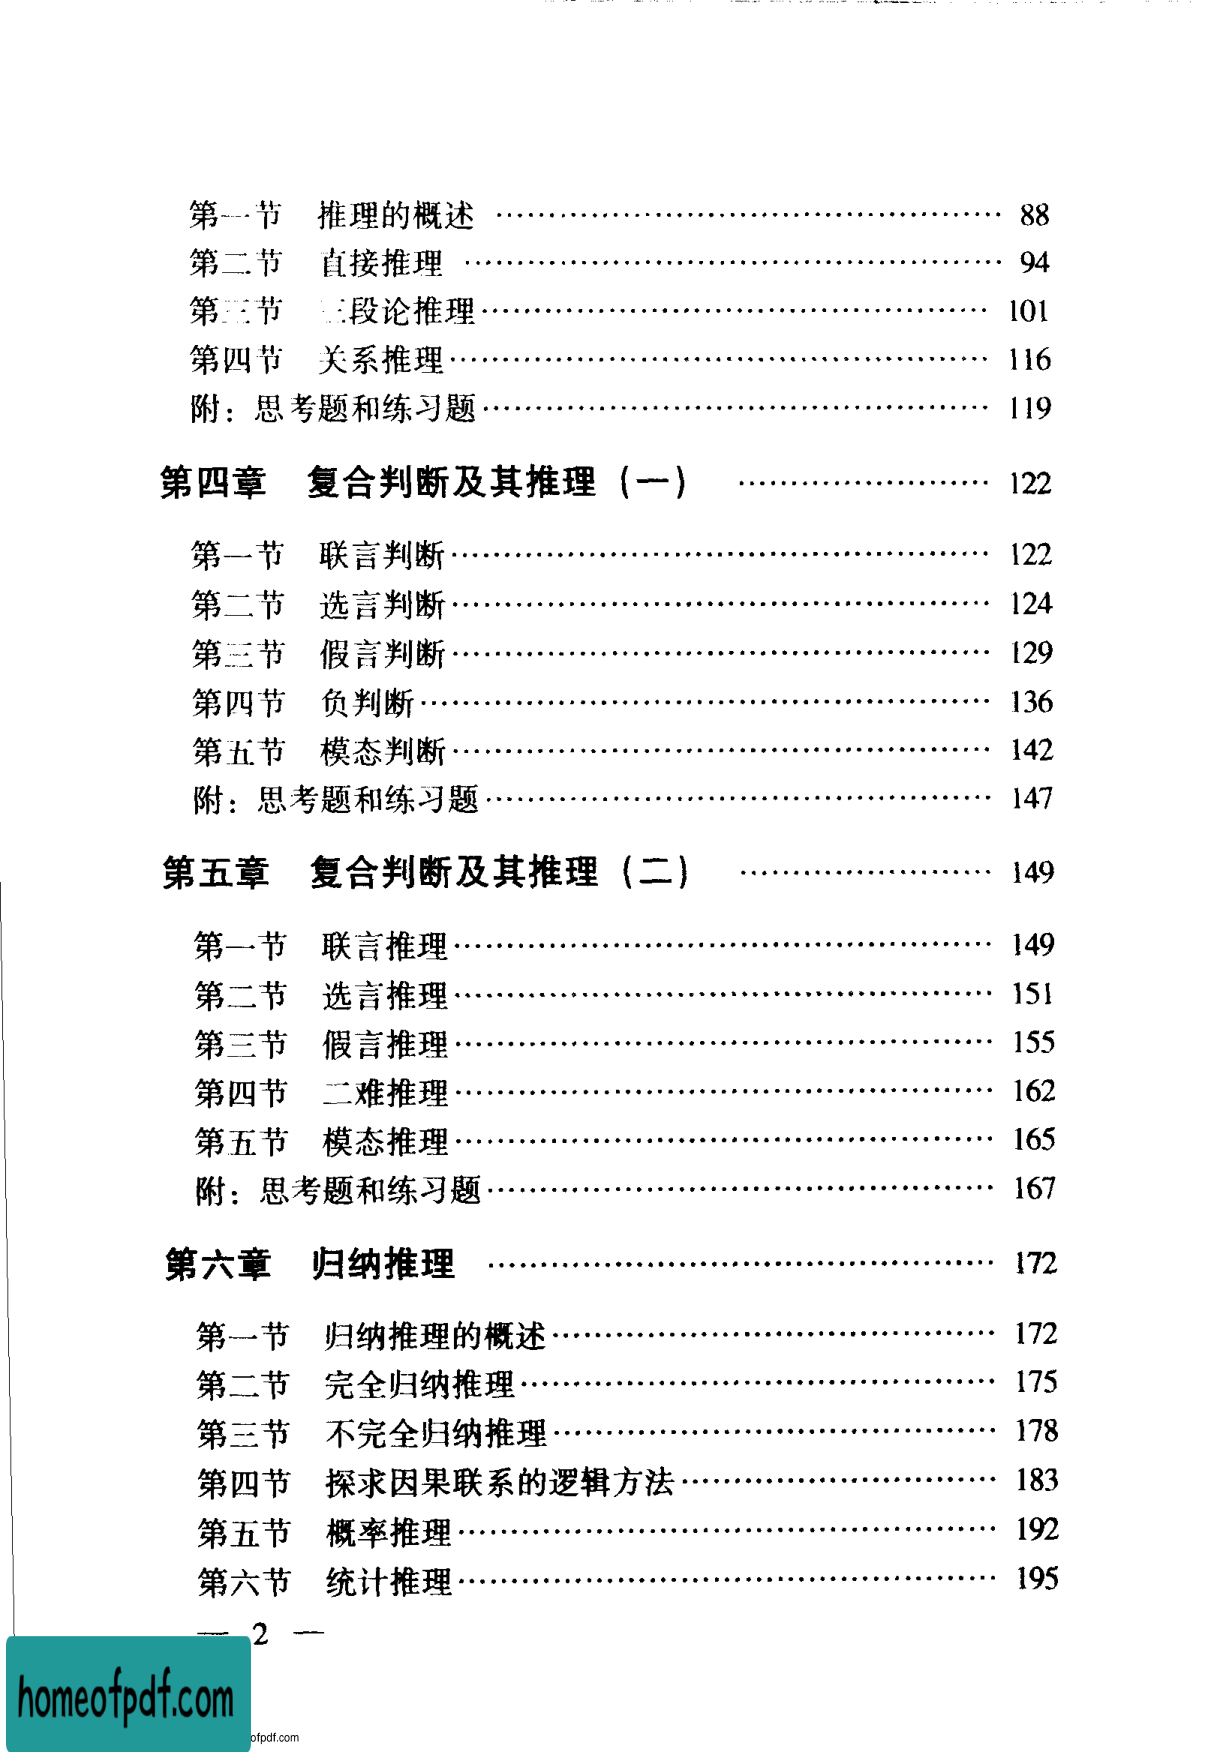 第一节 推理的概述 ………………………………………… 88
第二节 直接推理 ………………………………………… 94
第三节 三段论推理………………………………………… 101
第四节 关系推理………………………………………… 116
附：思考题和练习题………………………………………… 119
第四章 复合判断及其推理（一） …………………… 122
第一节 联言判断………………………………………… 122
第二节 选言判断………………………………………… 124
第三节 假言判断………………………………………… 129
第四节 负判断………………………………………… 136
第五节 模态判断………………………………………… 142
附：思考题和练习题………………………………………… 147
第五章 复合判断及其推理（二） …………………… 149
第一节 联言推理………………………………………… 149
第二节 选言推理………………………………………… 151
第三节 假言推理………………………………………… 155
第四节 二难推理………………………………………… 162
第五节 模态推理………………………………………… 165
附：思考题和练习题………………………………………… 167
第六章 归纳推理 ………………………………………… 172
第一节 归纳推理的概述…………………………………… 172
第二节 完全归纳推理……………………………………… 175
第三节 不完全归纳推理…………………………………… 178
第四节 探求因果联系的逻辑方法………………………… 183
第五节 概率推理………………………………………… 192
第六节 统计推理………………………………………… 195
— 2 —
homeofpdf.com
ofpdf.com